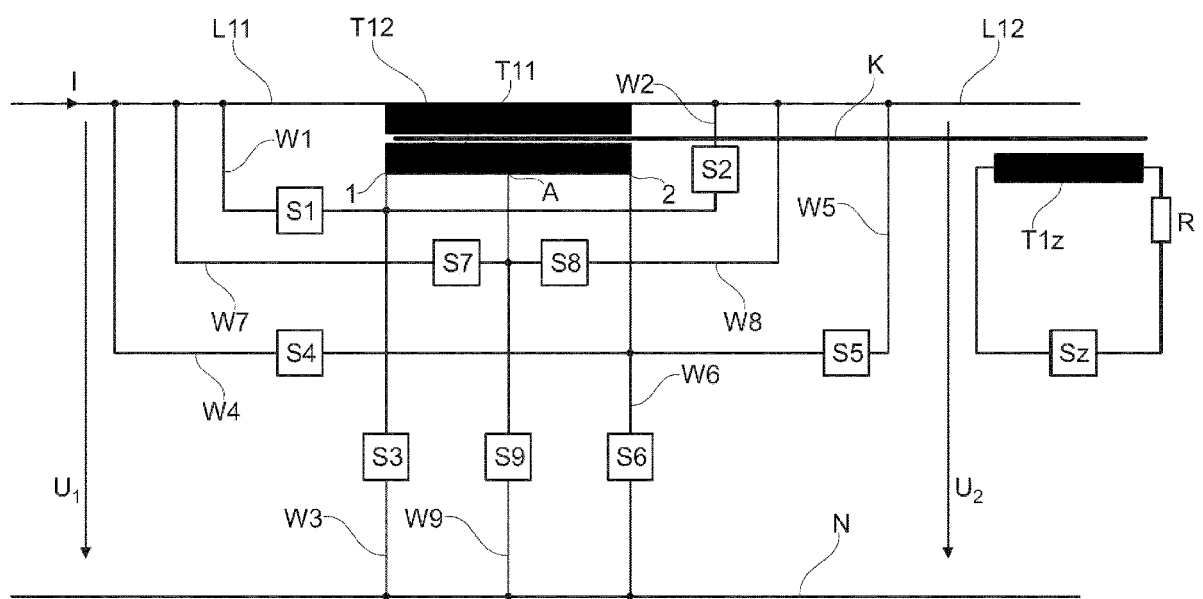 L11 T12 L12
I T11 W2 K
W1 S2
1 S1 A 2 W5 T1z R
S7 S8
W7 W8
S4 S5 Sz
W4 W6
S3 S9 S6
U1 U2
W3 W9 N